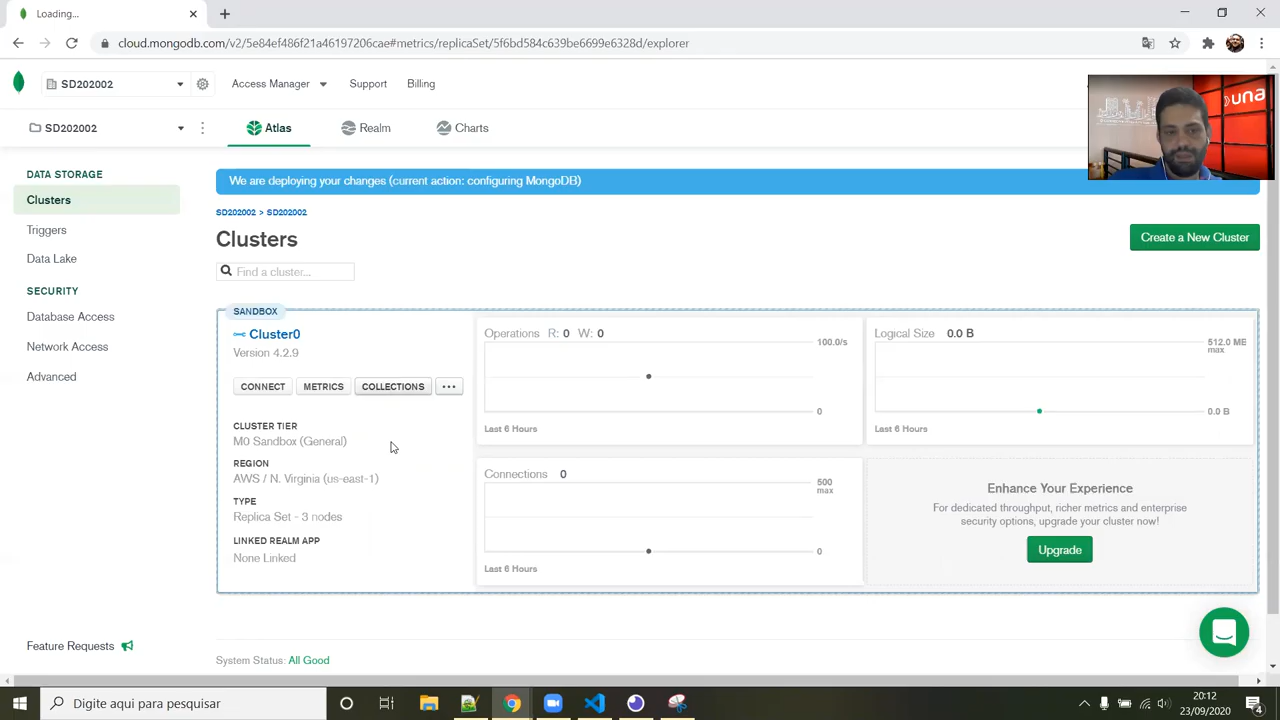 Loading...
cloud.mongodb.com/v2/5e84ef486f21a46197206cae#metrics/replicaSet/5f6bd584c639be6699e6328d/explorer
SD202002
Access Manager
Support
Billing
una
SD202002
Atlas
Realm
Charts
DATA STORAGE
Clusters
Triggers
Data Lake
SECURITY
Database Access
Network Access
Advanced
Feature Requests
We are deploying your changes (current action: configuring MongoDB)
SD202002 > SD202002
Clusters
Create a New Cluster
Find a cluster...
SANDBOX
Cluster0
Version 4.2.9
CONNECT
METRICS
COLLECTIONS
...
CLUSTER TIER
M0 Sandbox (General)
REGION
AWS / N. Virginia (us-east-1)
TYPE
Replica Set - 3 nodes
LINKED REALM APP
None Linked
Operations R: 0 W: 0
100.0/s
0
Last 6 Hours
Logical Size 0.0 B
512.0 MB
max
0.0 B
Last 6 Hours
Connections 0
500
max
0
Last 6 Hours
Enhance Your Experience
For dedicated throughput, richer metrics and enterprise
security options, upgrade your cluster now!
Upgrade
System Status: All Good
Digite aqui para pesquisar
20:12
23/09/2020
4